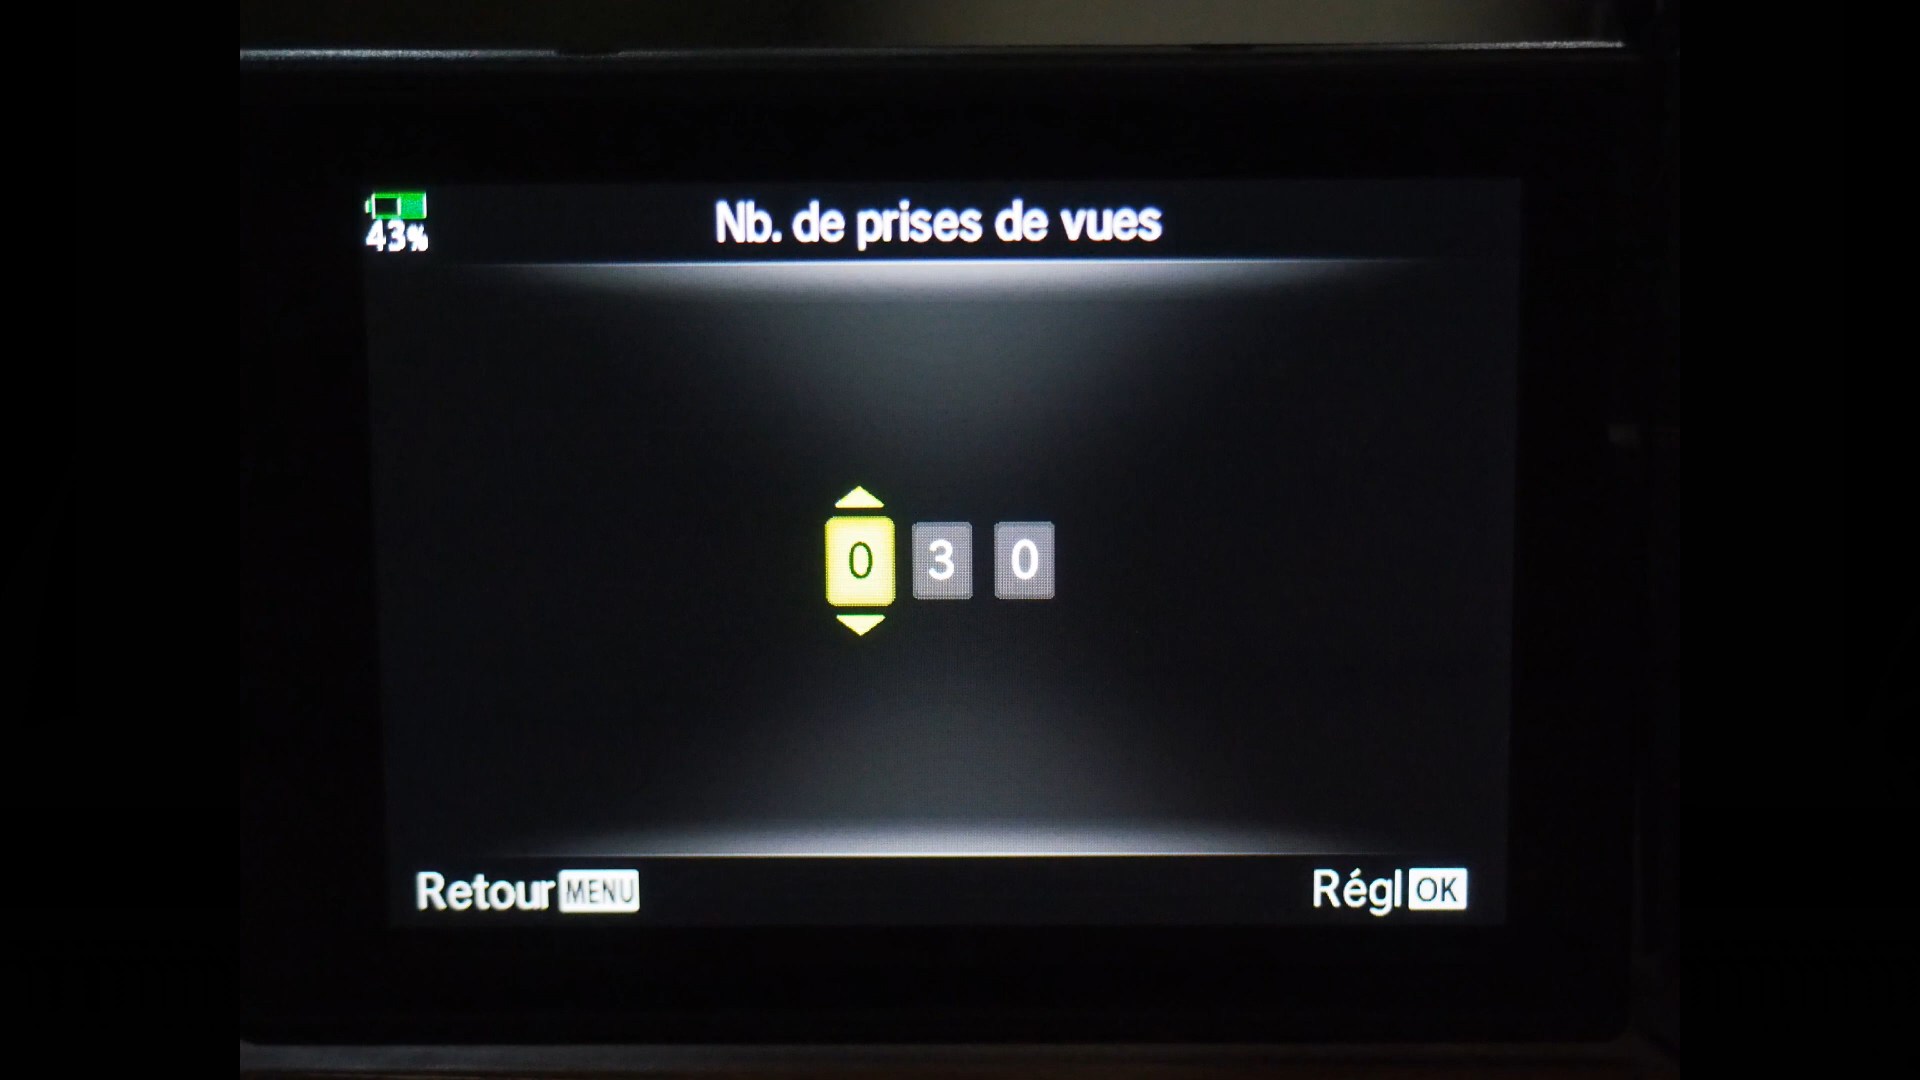 Nb. de prises de vues
43%
0 3 0
Retour MENU
Régl OK